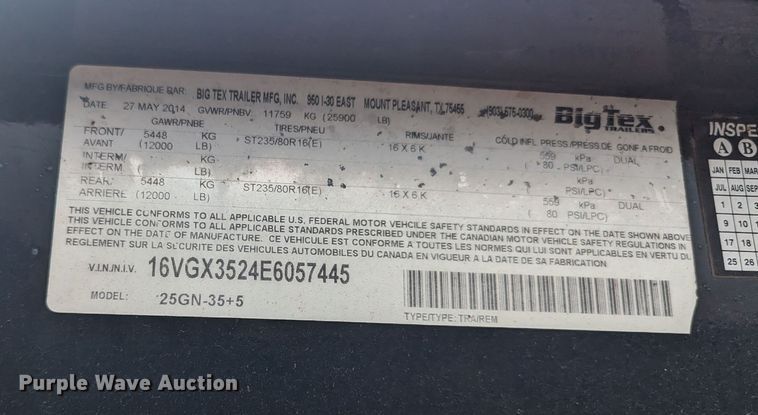 MFG BY/FABRIQUE PAR: BIG TEX TRAILER MFG, INC. 950 I-30 EAST MOUNT PLEASANT, TX 75455 (903) 575-0300
DATE: 27 MAY 2014 GVWR/PNBV: 11759 KG (25900 LB)
Big Tex
TRAILERS
GAWR/PNBE TIRES/PNEU RIMS/JANTE COLD INFL. PRESS/PRESS DE GONF A FROID
FRONT/ 5448 KG ST235/80R16(E) 16 X 6 K 559 kPa DUAL
AVANT (12000 LB) ( 80 PSI/LPC)
INTERM/ KG kPa
INTERM ( LB) ( PSI/LPC)
REAR/ 5448 KG ST235/80R16(E) 16 X 6 K 559 kPa DUAL
ARRIERE (12000 LB) ( 80 PSI/LPC)
THIS VEHICLE CONFORMS TO ALL APPLICABLE U.S. FEDERAL MOTOR VEHCILE SAFETY STANDARDS IN EFFECT ON THE DATE SHOWN ABOVE
THIS VEHICLE CONFORMS TO ALL APPLICABLE STANDARDS PRESCRIBED UNDER THE CANADIAN MOTOR VEHICLE SAFETY REGULATIONS
IN EFFECT ON THE DATE OF MANUFACTURE. CE VEHICULE EST CONFORME A TOUTES LES NORMES QUI LUI SONT APPLICABLES EN VERTU DU
REGLEMENT SUR LA SECURITE DES VEHICULES AUTOMOBILES DU CANADA EN VIGUEUR A LA DATE DE SA FABRICATION
V.I.N./N.I.V. 16VGX3524E6057445
MODEL: 25GN-35+5
TYPE/TYPE: TRA/REM
INSPE
A B
JAN FEB MAR
JUL AUG SEP
1 2 3
9 10 1
17 18
25 26
Purple Wave Auction